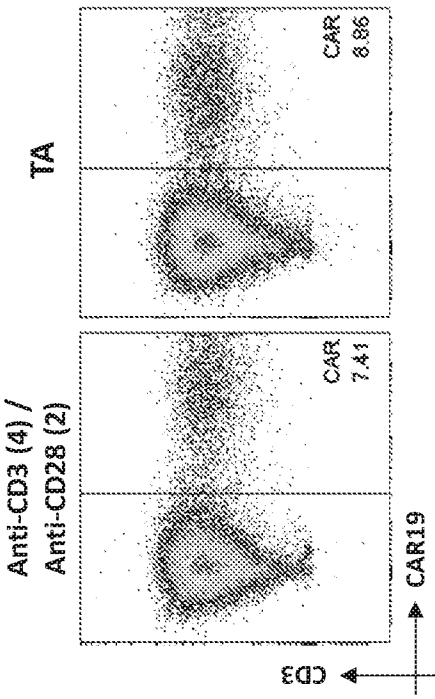 Anti-CD3 (4) /
Anti-CD28 (2)
TA
CAR
7.41
CAR
8.86
CD3
CAR19